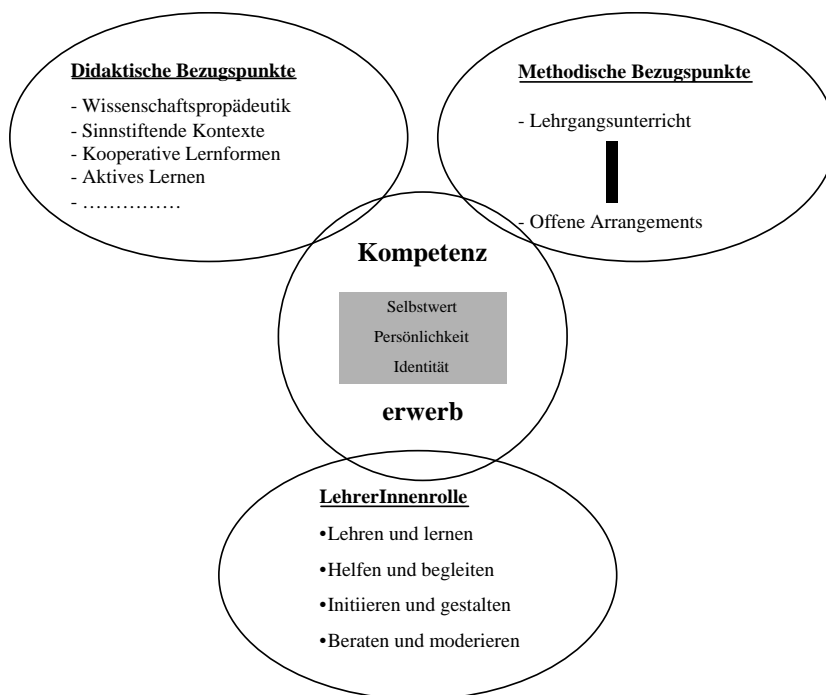 Didaktische Bezugspunkte
- Wissenschaftspropädeutik
- Sinnstiftende Kontexte
- Kooperative Lernformen
- Aktives Lernen
- ……………
Methodische Bezugspunkte
- Lehrgangsunterricht
- Offene Arrangements
Kompetenz
Selbstwert
Persönlichkeit
Identität
erwerb
LehrerInnenrolle
•Lehren und lernen
•Helfen und begleiten
•Initiieren und gestalten
•Beraten und moderieren